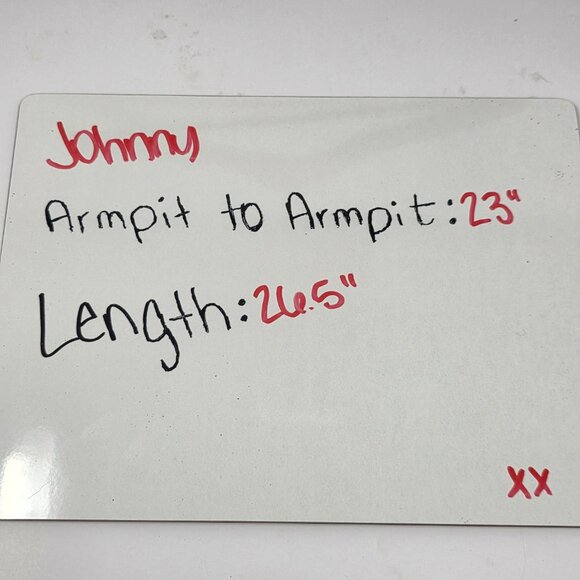 Johnny
Armpit to Armpit: 23"
Length: 26.5"
xx